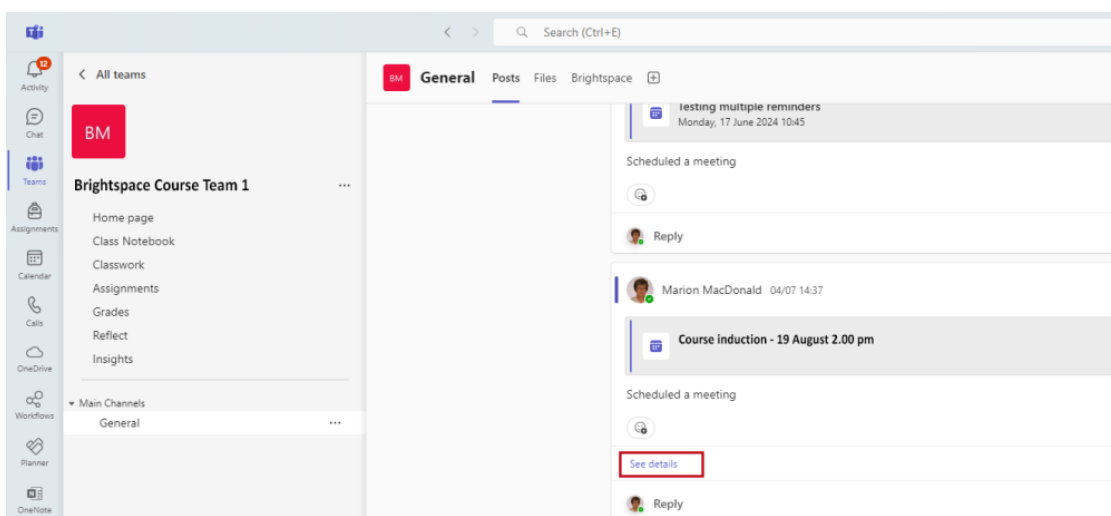 Search (Ctrl+E)
12
Activity
Chat
Teams
Assignments
Calendar
Calls
OneDrive
Workflows
Planner
OneNote
All teams
BM
Brightspace Course Team 1
Home page
Class Notebook
Classwork
Assignments
Grades
Reflect
Insights
Main Channels
General
BM General Posts Files Brightspace
Testing multiple reminders
Monday, 17 June 2024 10:45
Scheduled a meeting
Reply
Marion MacDonald 04/07 14:37
Course induction - 19 August 2.00 pm
Scheduled a meeting
See details
Reply